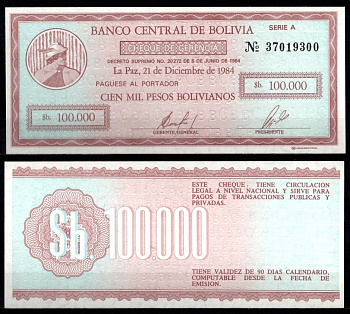 BANCO CENTRAL DE BOLIVIA
SERIE A
CHEQUE DE GERENCIA
Nº 37019300
DECRETO SUPREMO NO. 20272 DE 5 DE JUNIO DE 1984
La Paz, 21 de Diciembre de 1984
PAGUESE AL PORTADOR
$b. 100.000
CIEN MIL PESOS BOLIVIANOS
$b. 100.000
GERENTE GENERAL
PRESIDENTE
ESTE CHEQUE, TIENE CIRCULACION
LEGAL A NIVEL NACIONAL Y SIRVE PARA
PAGOS DE TRANSACCIONES PUBLICAS Y
PRIVADAS.
$b. 100.000
TIENE VALIDEZ DE 90 DIAS CALENDARIO,
COMPUTABLE DESDE LA FECHA DE
EMISION.